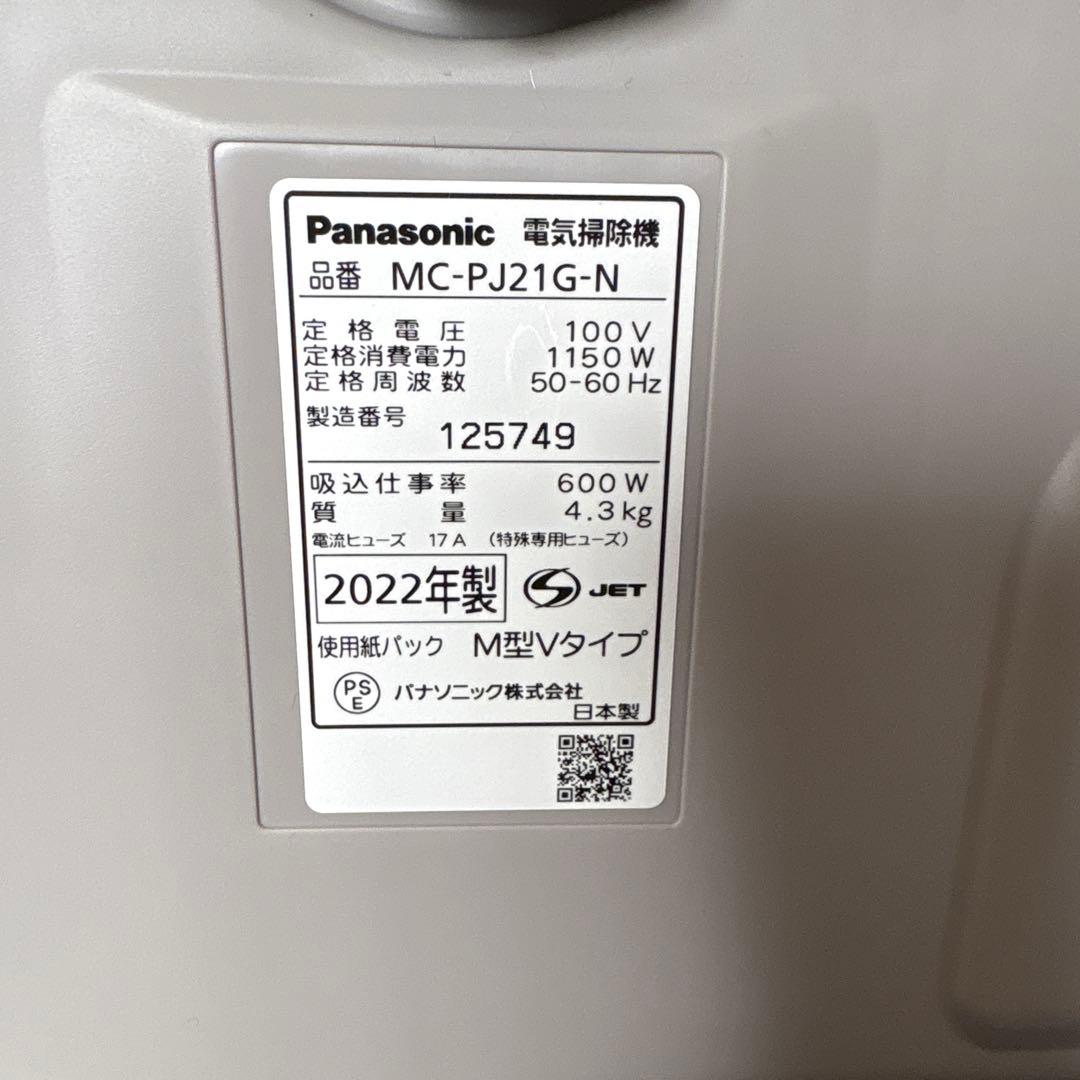 Panasonic 電気掃除機
品番 MC-PJ21G-N
定格電圧 100V
定格消費電力 1150W
定格周波数 50-60Hz
製造番号 125749
吸込仕事率 600W
質量 4.3kg
電流ヒューズ 17A (特殊専用ヒューズ)
2022年製 S JET
使用紙パック M型Vタイプ
PSE パナソニック株式会社
日本製